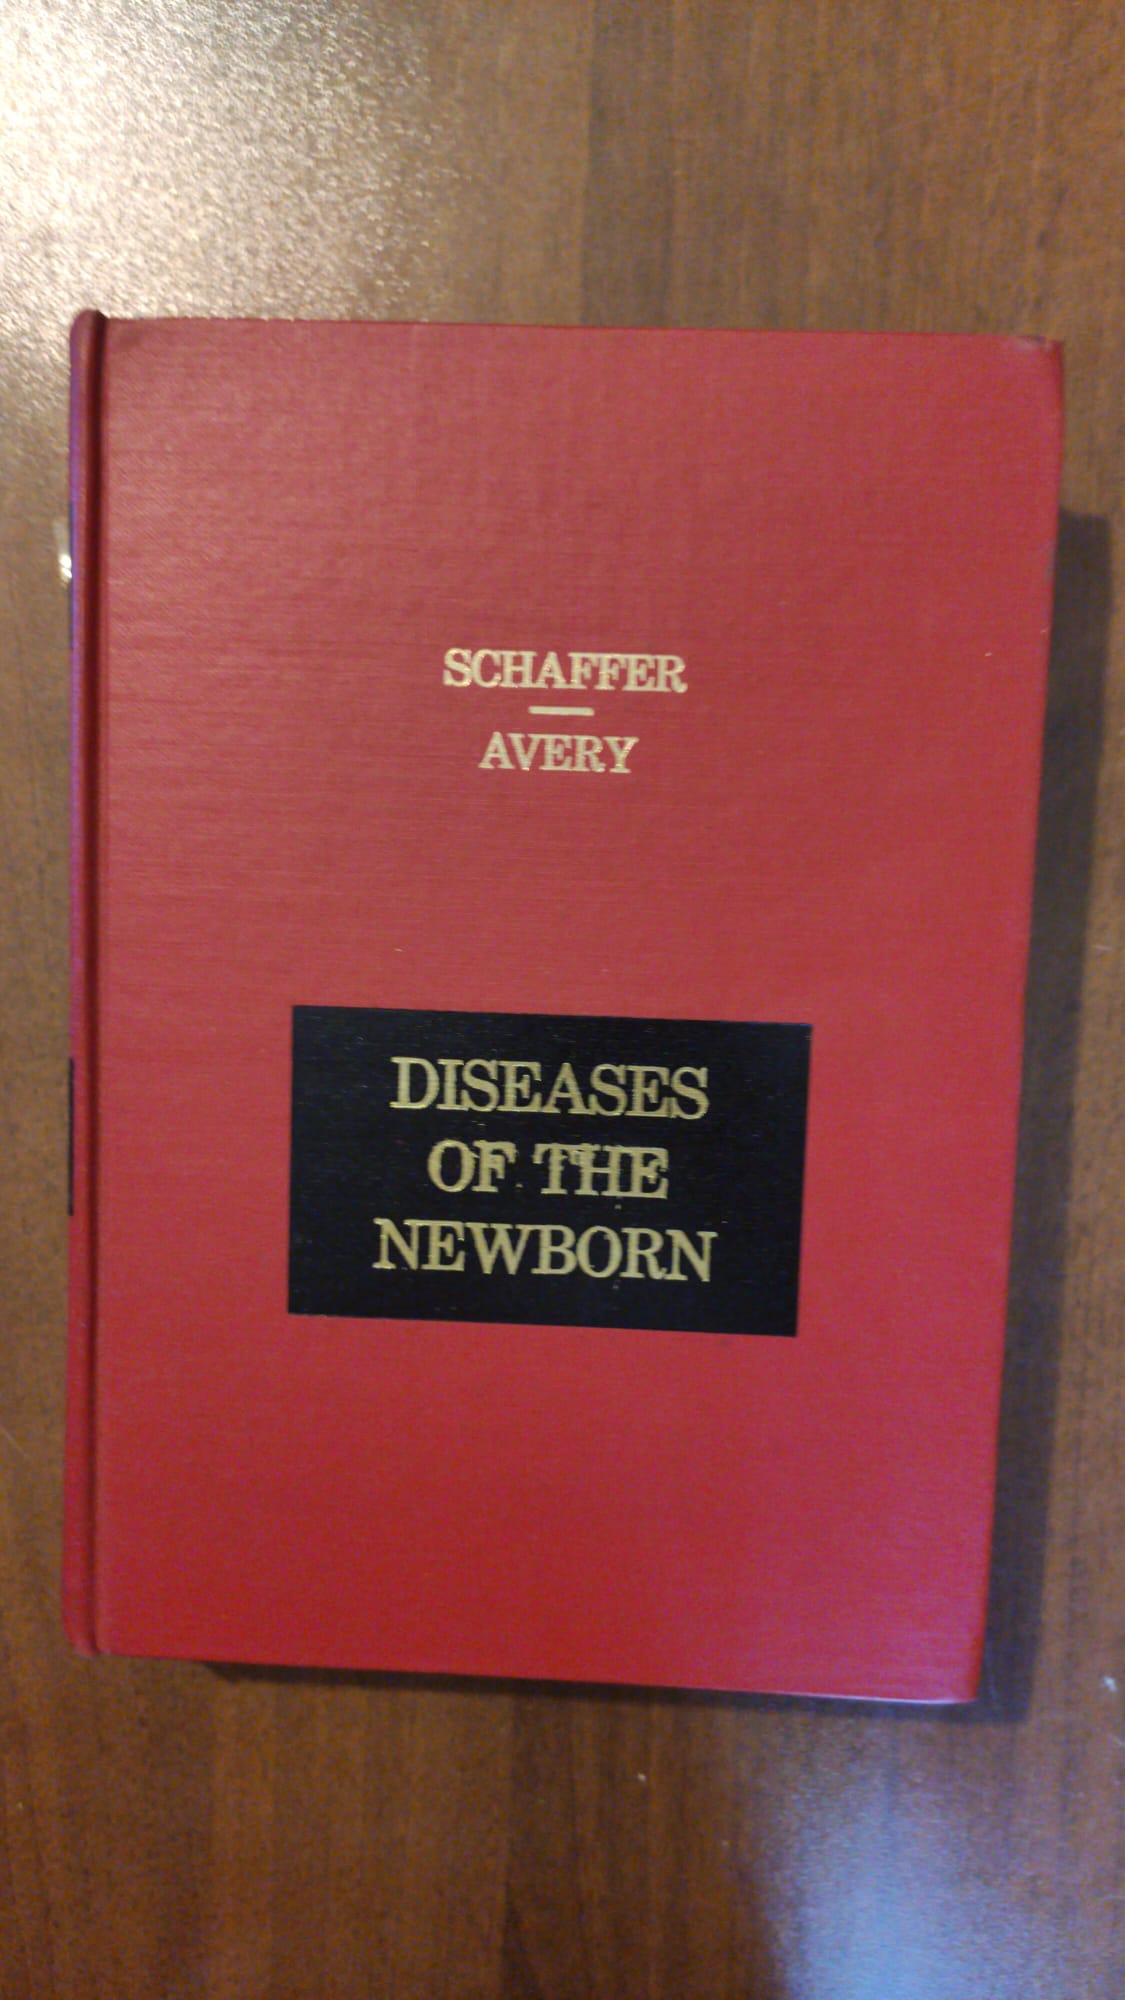 SCHAFFER
AVERY
DISEASES
OF THE
NEWBORN